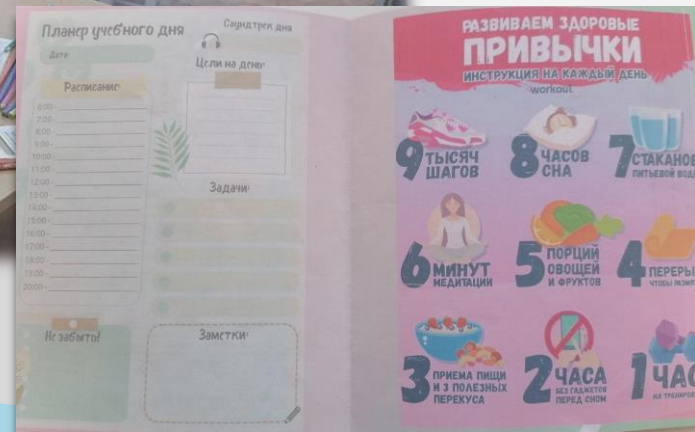 Планер учебного дня
Дата
Саундтрек дня
Цели на день:
Расписание:
6:00-
7:00-
8:00-
9:00-
10:00-
11:00-
12:00-
13:00-
14:00-
15:00-
16:00-
17:00-
18:00-
19:00-
20:00-
Задачи:
Не забыть!
Заметки:
РАЗВИВАЕМ ЗДОРОВЫЕ
ПРИВЫЧКИ
ИНСТРУКЦИЯ НА КАЖДЫЙ ДЕНЬ
workout
9 ТЫСЯЧ
ШАГОВ
8 ЧАСОВ
СНА
7 СТАКАНОВ
ПИТЬЕВОЙ ВОДЫ
6 МИНУТ
МЕДИТАЦИИ
5 ПОРЦИЙ
ОВОЩЕЙ
И ФРУКТОВ
4 ПЕРЕРЫ
ЧТОБЫ
3 ПРИЕМА ПИЩИ
И 3 ПОЛЕЗНЫХ
ПЕРЕКУСА
2 ЧАСА
БЕЗ ГАДЖЕТОВ
ПЕРЕД СНОМ
1 ЧАС
НА